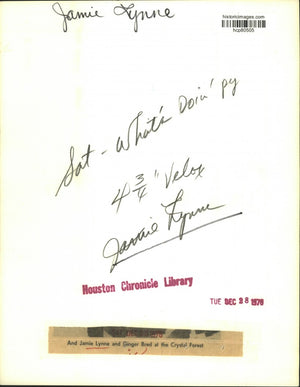 Jamie Lynne
historicimages.com
hcp80505
Sat - What's Doin' pg
4 3/4" Velox
Jamie Lynne
Houston Chronicle Library
TUE DEC 28 1976
And Jamie Lynne and Ginger Bred at the Crystal Forest